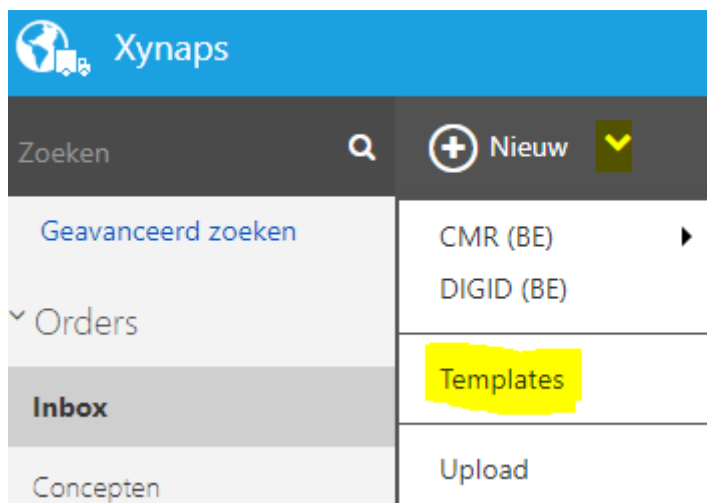 Xynaps
Zoeken
Nieuw
Geavanceerd zoeken
Orders
Inbox
Concepten
CMR (BE)
DIGID (BE)
Templates
Upload